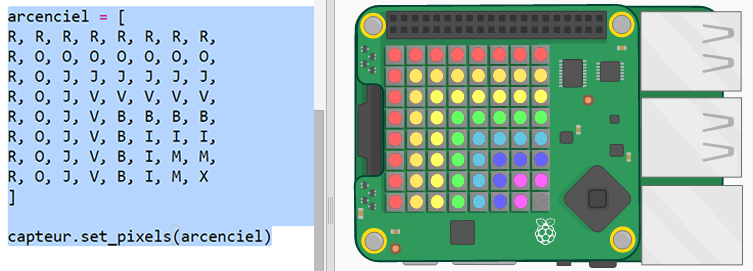 arcenciel = [
R, R, R, R, R, R, R, R,
R, O, O, O, O, O, O, O,
R, O, J, J, J, J, J, J,
R, O, J, V, V, V, V, V,
R, O, J, V, B, B, B, B,
R, O, J, V, B, I, I, I,
R, O, J, V, B, I, M, M,
R, O, J, V, B, I, M, X
]
capteur.set_pixels(arcenciel)